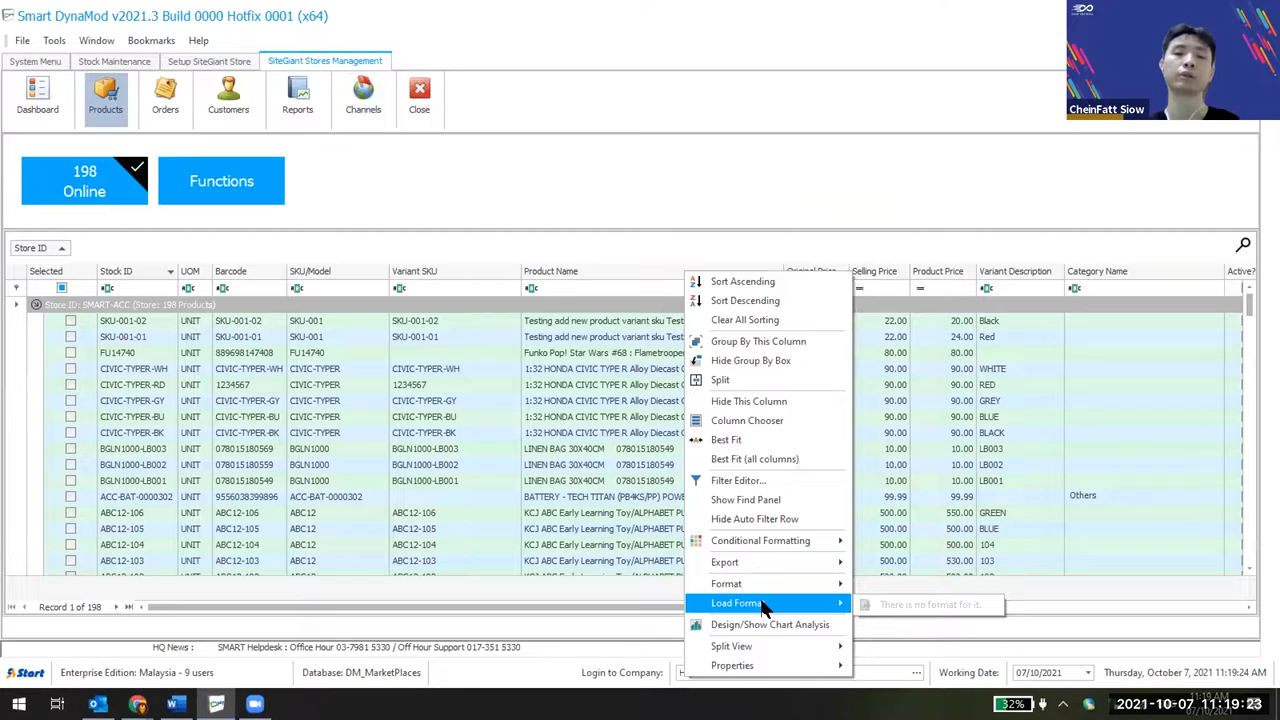 Smart DynaMod v2021.3 Build 0000 Hotfix 0001 (x64)
File Tools Window Bookmarks Help
System Menu Stock Maintenance Setup SiteGiant Store SiteGiant Stores Management
Dashboard Products Orders Customers Reports Channels Close
CheinFatt Siow
198
Online
Functions
Store ID
Selected Stock ID UOM Barcode SKU/Model Variant SKU Product Name Original Price Selling Price Product Price Variant Description Category Name Active?
Store ID: SMART-ACC (Store: 198 Products)
SKU-001-02 UNIT SKU-001-02 SKU-001 SKU-001-02 Testing add new product variant sku Test 22.00 20.00 Black
SKU-001-01 UNIT SKU-001-01 SKU-001 SKU-001-01 Testing add new product variant sku Test 22.00 24.00 Red
FU14740 UNIT 889698147408 FU14740 Funko Pop! Star Wars #68 : Flametrooper 80.00 80.00
CIVIC-TYPER-WH UNIT CIVIC-TYPER-WH CIVIC-TYPER CIVIC-TYPER-WH 1:32 HONDA CIVIC TYPE R Alloy Diecast C 90.00 90.00 WHITE
CIVIC-TYPER-RD UNIT 1234567 CIVIC-TYPER 1234567 1:32 HONDA CIVIC TYPE R Alloy Diecast C 90.00 90.00 RED
CIVIC-TYPER-GY UNIT CIVIC-TYPER-GY CIVIC-TYPER CIVIC-TYPER-GY 1:32 HONDA CIVIC TYPE R Alloy Diecast C 90.00 90.00 GREY
CIVIC-TYPER-BU UNIT CIVIC-TYPER-BU CIVIC-TYPER CIVIC-TYPER-BU 1:32 HONDA CIVIC TYPE R Alloy Diecast C 90.00 90.00 BLUE
CIVIC-TYPER-BK UNIT CIVIC-TYPER-BK CIVIC-TYPER CIVIC-TYPER-BK 1:32 HONDA CIVIC TYPE R Alloy Diecast C 90.00 90.00 BLACK
BGLN1000-LB003 UNIT 078015180569 BGLN1000 BGLN1000-LB003 LINEN BAG 30X40CM 078015180549 10.00 10.00 LB003
BGLN1000-LB002 UNIT 078015180559 BGLN1000 BGLN1000-LB002 LINEN BAG 30X40CM 078015180549 10.00 10.00 LB002
BGLN1000-LB001 UNIT 078015180549 BGLN1000 BGLN1000-LB001 LINEN BAG 30X40CM 078015180549 10.00 10.00 LB001
ACC-BAT-0000302 UNIT 9556038399896 ACC-BAT-0000302 BATTERY - TECH TITAN (PB4KS/PP) POWE 99.99 99.99 Others
ABC12-106 UNIT ABC12-106 ABC12 ABC12-106 KCJ ABC Early Learning Toy/ALPHABET PU 500.00 550.00 GREEN
ABC12-105 UNIT ABC12-105 ABC12 ABC12-105 KCJ ABC Early Learning Toy/ALPHABET PU 500.00 500.00 BLUE
ABC12-104 UNIT ABC12-104 ABC12 ABC12-104 KCJ ABC Early Learning Toy/ALPHABET PU 500.00 500.00 104
ABC12-103 UNIT ABC12-103 ABC12 ABC12-103 KCJ ABC Early Learning Toy/ALPHABET PU 500.00 530.00 103
Sort Ascending
Sort Descending
Clear All Sorting
Group By This Column
Hide Group By Box
Split
Hide This Column
Column Chooser
Best Fit
Best Fit (all columns)
Filter Editor...
Show Find Panel
Hide Auto Filter Row
Conditional Formatting
Export
Format
Load Format
There is no format for it.
Design/Show Chart Analysis
Split View
Properties
Record 1 of 198
HQ News : SMART Helpdesk : Office Hour 03-7981 5330 / Off Hour Support 017-351 5330
Start Enterprise Edition: Malaysia - 9 users Database:DM_MarketPlaces Login to Company: Working Date: 07/10/2021 Thursday, October 7, 2021 11:19:24 AM
32% 2021-10-07 11:19:23